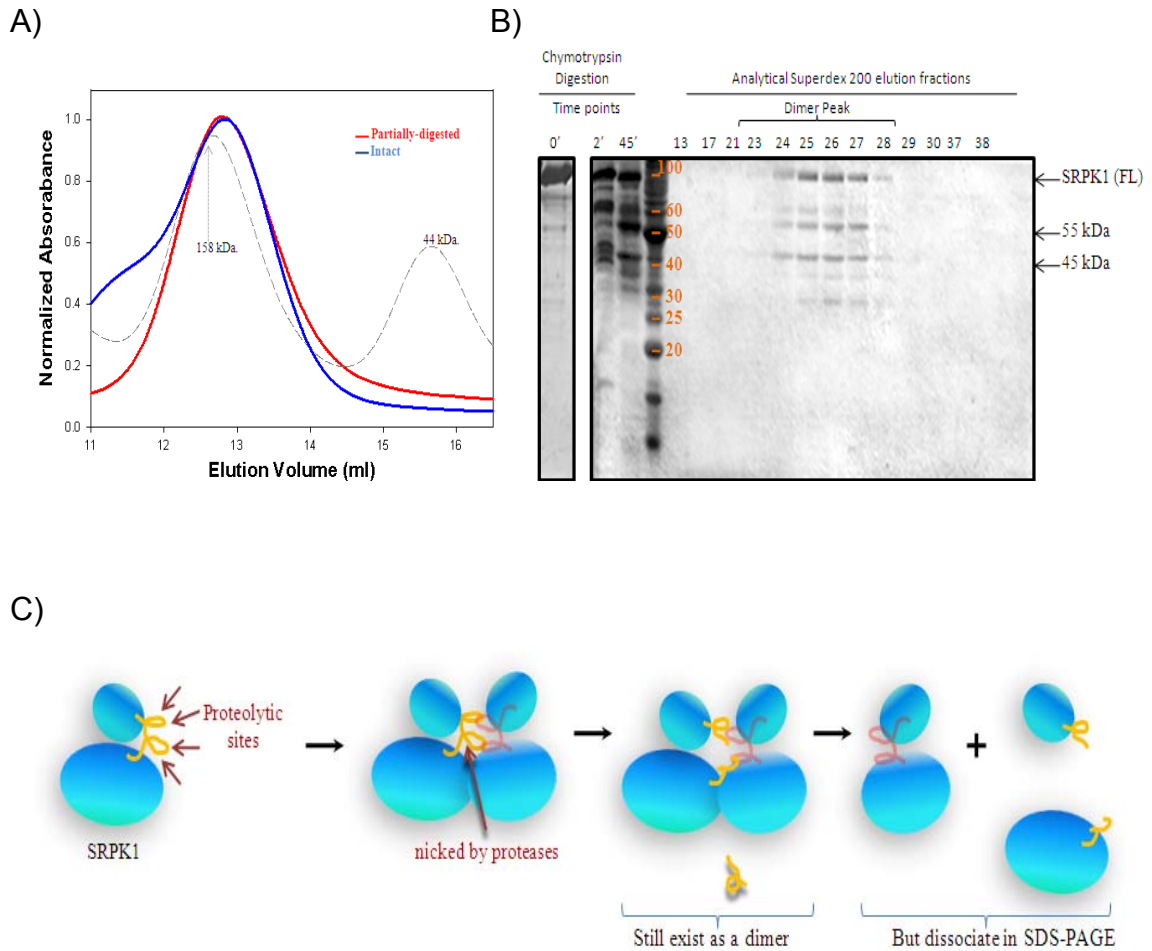 A)
Normalized Absorabance
1.0
0.8
0.6
0.4
0.2
0.0
Partially-digested
Intact
158 kDa.
44 kDa.
11 12 13 14 15 16
Elution Volume (ml)
B)
Chymotrypsin
Digestion
Time points
Analytical Superdex 200 elution fractions
Dimer Peak
0' 2' 45' 13 17 21 23 24 25 26 27 28 29 30 37 38
100
60
50
40
30
25
20
SRPK1 (FL)
55 kDa
45 kDa
C)
Proteolytic
sites
SRPK1
nicked by proteases
Still exist as a dimer
+
But dissociate in SDS-PAGE